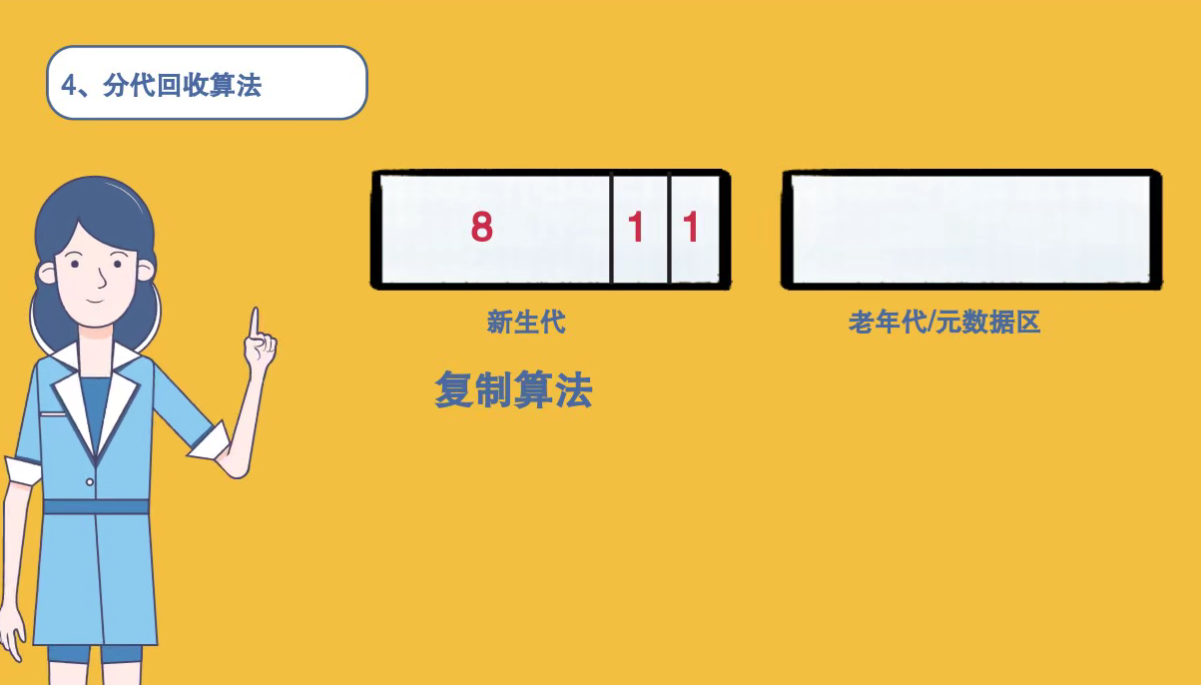 4、分代回收算法
8 1 1
新生代
老年代/元数据区
复制算法